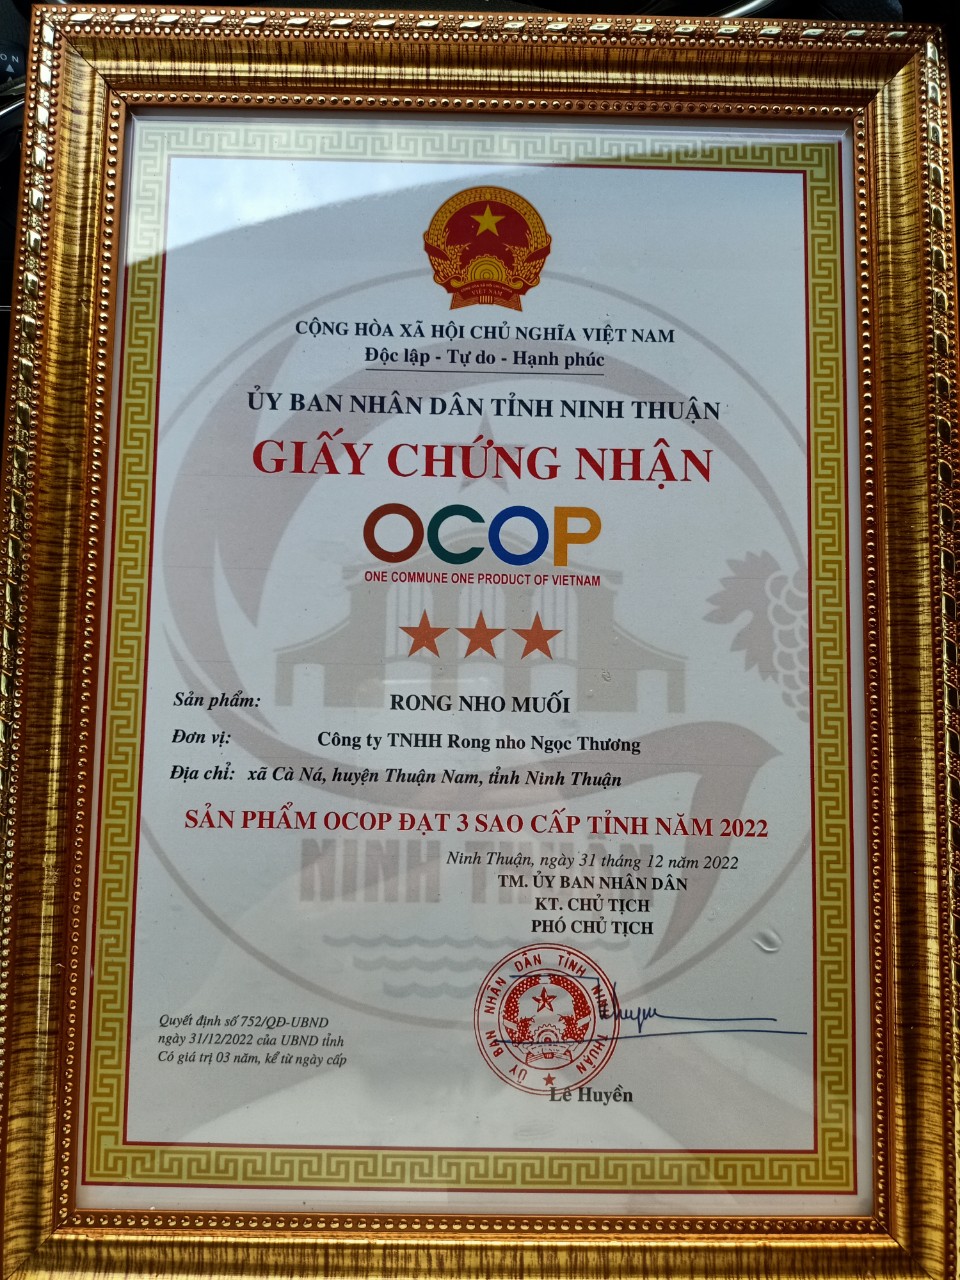 CỘNG HÒA XÃ HỘI CHỦ NGHĨA VIỆT NAM
Độc lập - Tự do - Hạnh phúc
ỦY BAN NHÂN DÂN TỈNH NINH THUẬN
GIẤY CHỨNG NHẬN
OCOP
ONE COMMUNE ONE PRODUCT OF VIETNAM
Sản phẩm: RONG NHO MUỐI
Đơn vị: Công ty TNHH Rong nho Ngọc Thương
Địa chỉ: xã Cà Ná, huyện Thuận Nam, tỉnh Ninh Thuận
SẢN PHẨM OCOP ĐẠT 3 SAO CẤP TỈNH NĂM 2022
NINH THUẬN
Ninh Thuận, ngày 31 tháng 12 năm 2022
TM. ỦY BAN NHÂN DÂN
KT. CHỦ TỊCH
PHÓ CHỦ TỊCH
ỦY BAN NHÂN DÂN TỈNH NINH THUẬN
Quyết định số 752/QĐ-UBND
ngày 31/12/2022 của UBND tỉnh
Có giá trị 03 năm, kể từ ngày cấp
Lê Huyền